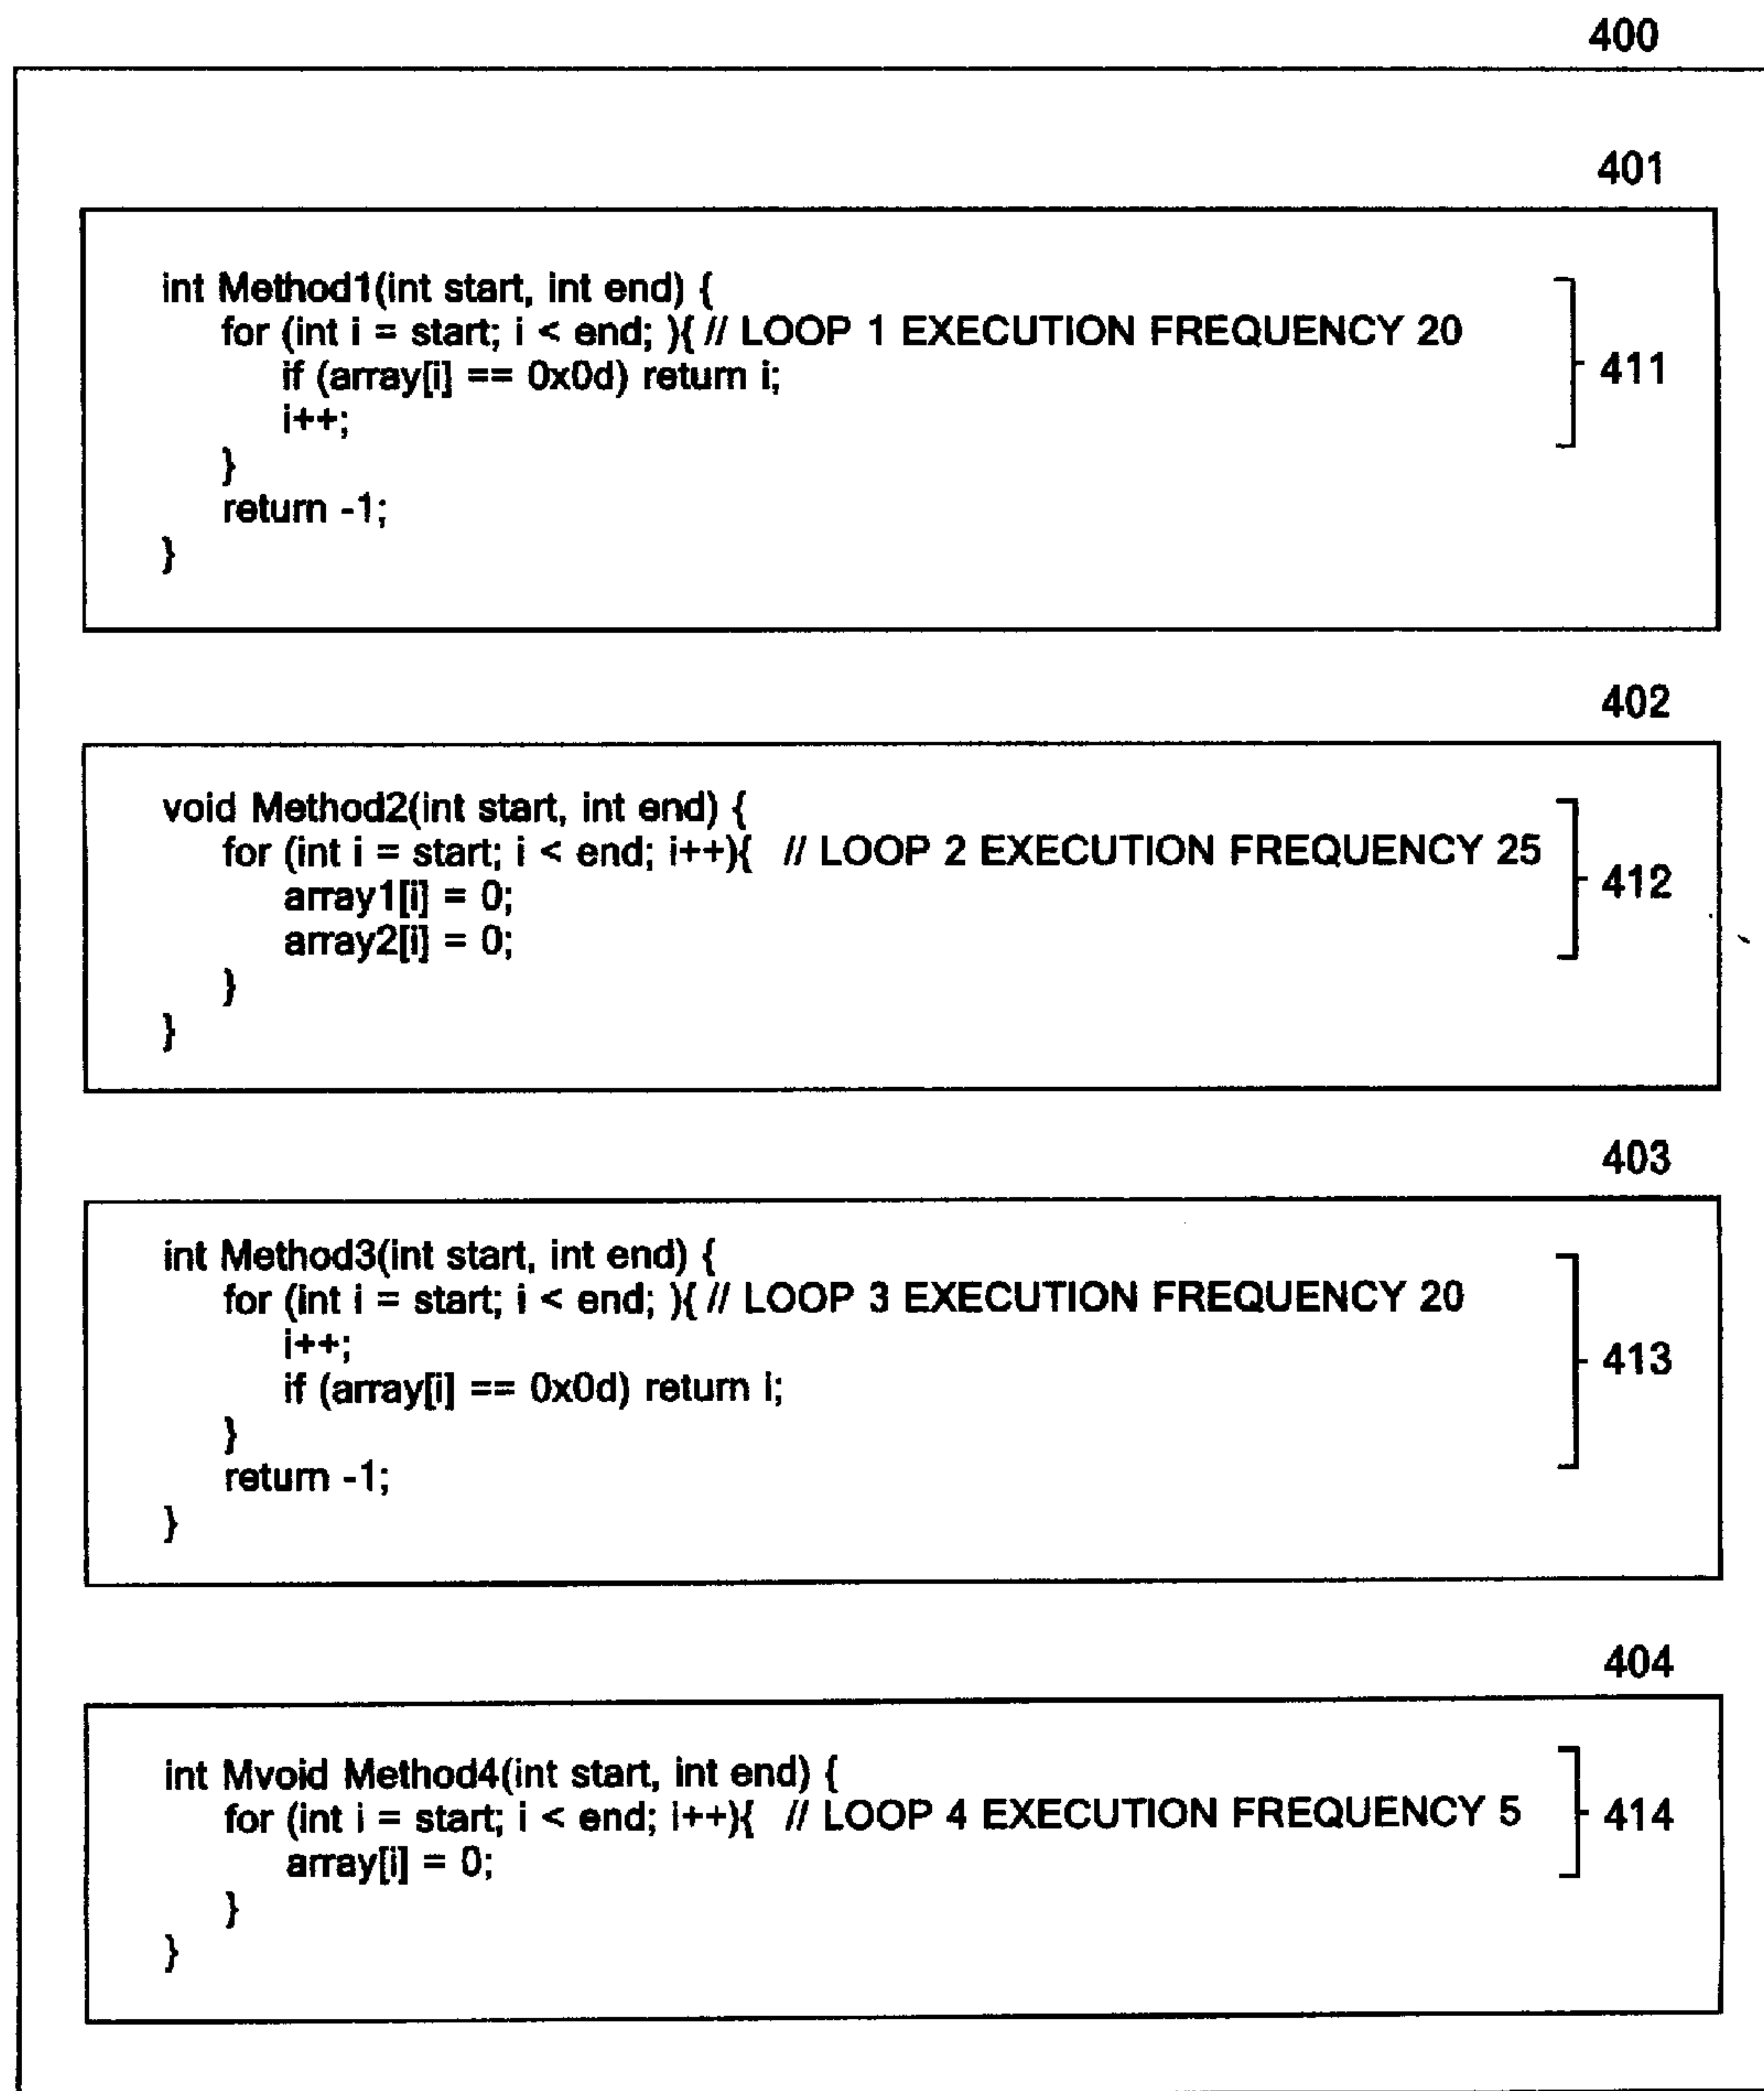 400
401
int Method1(int start, int end) {
for (int i = start; i < end; ){ // LOOP 1 EXECUTION FREQUENCY 20
if (array[i] == 0x0d) return i;
i++;
}
return -1;
}
411
402
void Method2(int start, int end) {
for (int i = start; i < end; i++){ // LOOP 2 EXECUTION FREQUENCY 25
array1[i] = 0;
array2[i] = 0;
}
}
412
403
int Method3(int start, int end) {
for (int i = start; i < end; ){ // LOOP 3 EXECUTION FREQUENCY 20
i++;
if (array[i] == 0x0d) return i;
}
return -1;
}
413
404
int Mvoid Method4(int start, int end) {
for (int i = start; i < end; i++){ // LOOP 4 EXECUTION FREQUENCY 5
array[i] = 0;
}
}
414